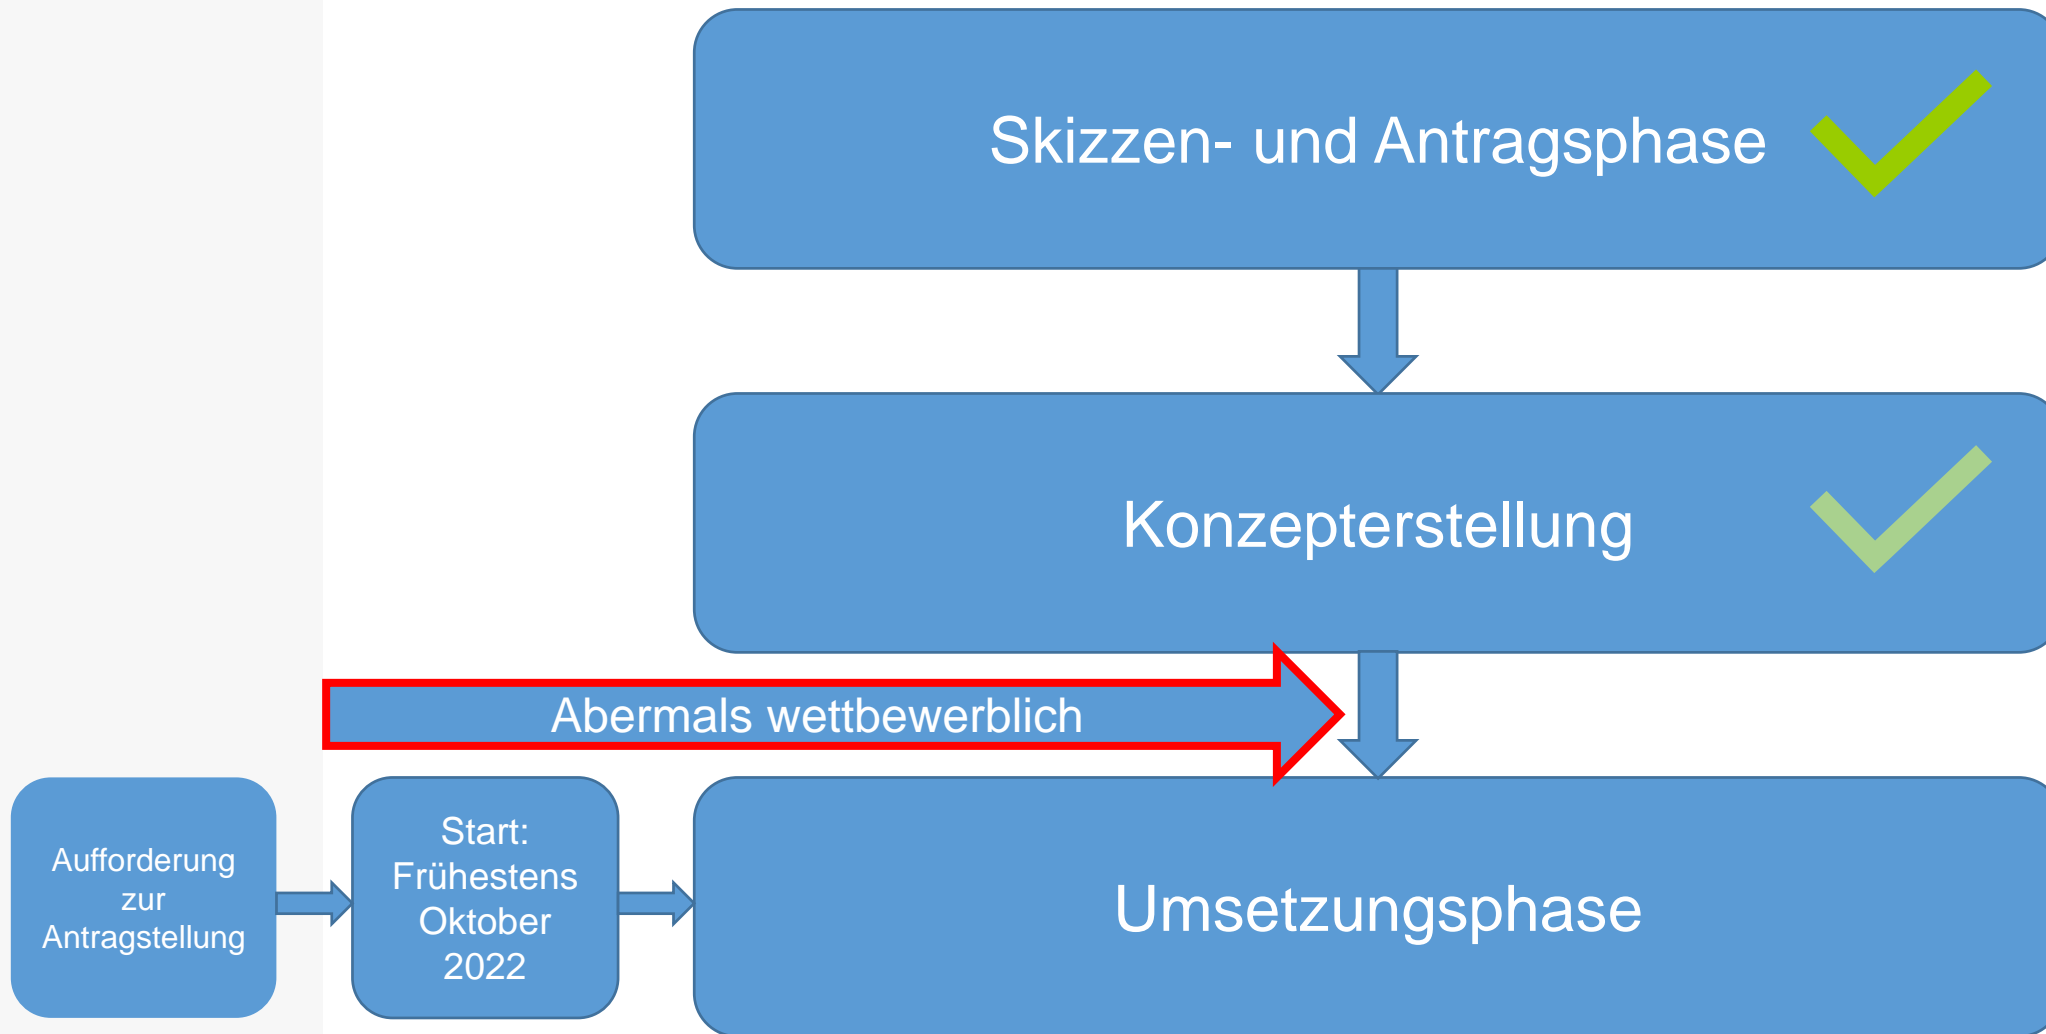 Skizzen- und Antragsphase
Konzepterstellung
Abermals wettbewerblich
Aufforderung
zur
Antragstellung
Start:
Frühestens
Oktober
2022
Umsetzungsphase